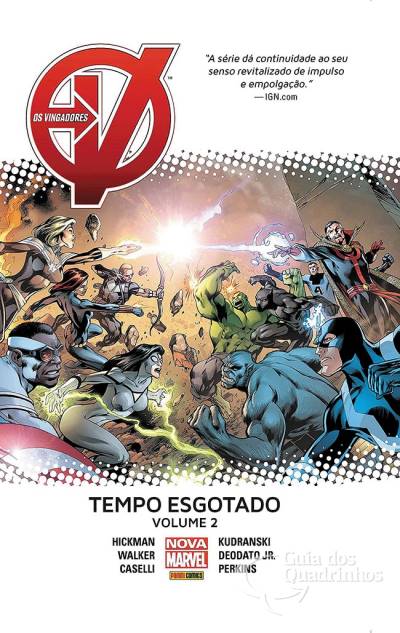 "A série dá continuidade ao seu
senso revitalizado de impulso
e empolgação."
—IGN.com
OS VINGADORES
TEMPO ESGOTADO
VOLUME 2
HICKMAN
WALKER
CASELLI
NOVA
MARVEL
PANINI COMICS
KUDRANSKI
DEODATO JR.
PERKINS
Guia dos
Quadrinhos